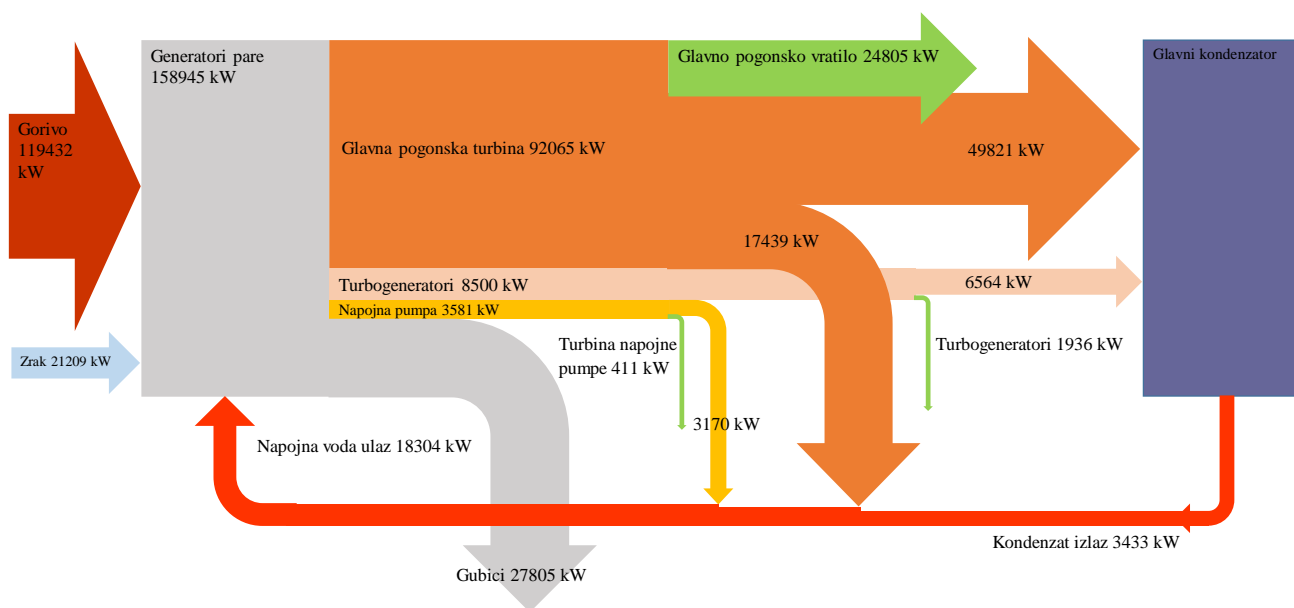 Generatori pare
158945 kW
Glavno pogonsko vratilo 24805 kW
Glavni kondenzator
Gorivo
119432
kW
Glavna pogonska turbina 92065 kW
49821 kW
17439 kW
Turbogeneratori 8500 kW
6564 kW
Napojna pumpa 3581 kW
Zrak 21209 kW
Turbina napojne
pumpe 411 kW
Turbogeneratori 1936 kW
3170 kW
Napojna voda ulaz 18304 kW
Kondenzat izlaz 3433 kW
Gubici 27805 kW